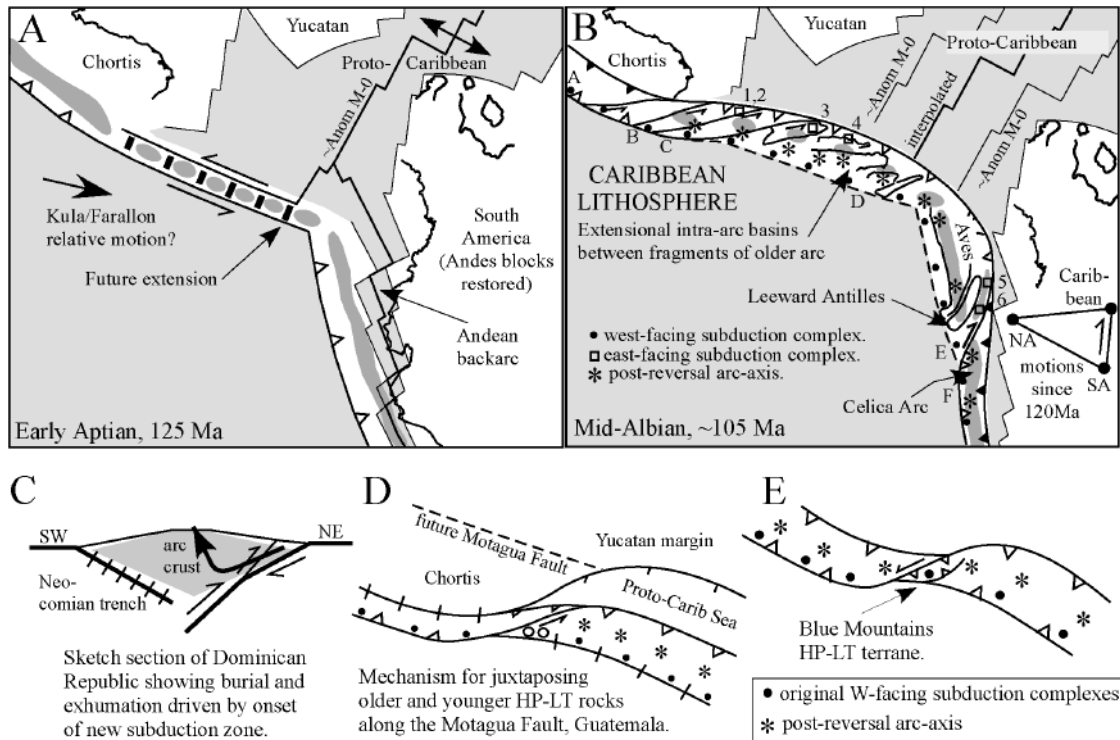 A
Yucatan
Chortis
Proto-
Caribbean
~Anom M-0
Kula/Farallon
relative motion?
Future extension
South
America
(Andes blocks
restored)
Andean
backarc
Early Aptian, 125 Ma
B
Yucatan
Chortis
Proto-Caribbean
~Anom M-0
interpolated
~Anom M-0
A
B
C
1,2
3
4
D
CARIBBEAN
LITHOSPHERE
Extensional intra-arc basins
between fragments of older arc
Aves
Leeward Antilles
5
6
E
F
Celica Arc
• west-facing subduction complex.
□ east-facing subduction complex.
* post-reversal arc-axis.
Carib-
bean
NA
SA
motions
since
120Ma
Mid-Albian, ~105 Ma
C
SW
NE
arc
crust
Neo-
comian trench
Sketch section of Dominican
Republic showing burial and
exhumation driven by onset
of new subduction zone.
D
future Motagua Fault
Yucatan margin
Chortis
Proto-Carib Sea
Mechanism for juxtaposing
older and younger HP-LT rocks
along the Motagua Fault, Guatemala.
E
Blue Mountains
HP-LT terrane.
• original W-facing subduction complexes
* post-reversal arc-axis